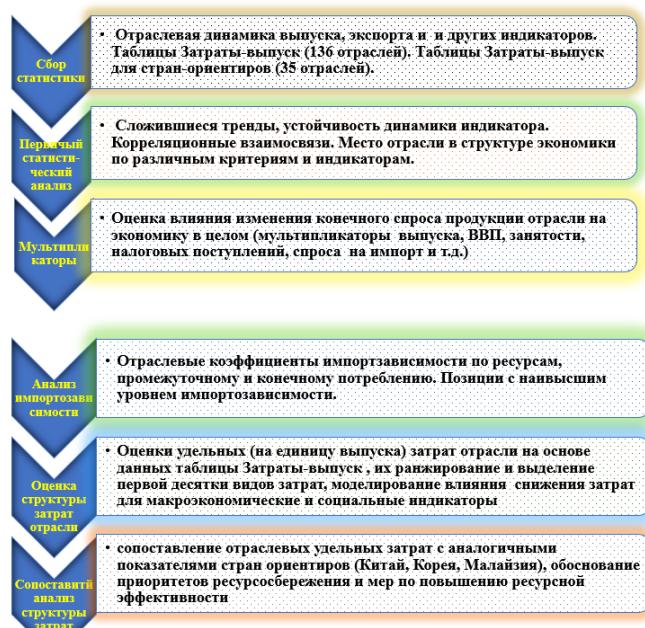 Сбор
статистики
• Отраслевая динамика выпуска, экспорта и и других индикаторов.
Таблицы Затраты-выпуск (136 отраслей). Таблицы Затраты-выпуск
для стран-ориентиров (35 отраслей).
Первичый
статисти-
ческий
анализ
• Сложившиеся тренды, устойчивость динамики индикатора.
Корреляционные взаимосвязи. Место отрасли в структуре экономики
по различным критериям и индикаторам.
Мультипли
каторы
• Оценка влияния изменения конечного спроса продукции отрасли на
экономику в целом (мультипликаторы выпуска, ВВП, занятости,
налоговых поступлений, спроса на импорт и т.д.)
Анализ
импортозави
симости
• Отраслевые коэффициенты импортзависимости по ресурсам,
промежуточному и конечному потреблению. Позиции с наивысшим
уровнем импортозависимости.
Оценка
структуры
затрат
отрасли
• Оценки удельных (на единицу выпуска) затрат отрасли на основе
данных таблицы Затраты-выпуск , их ранжирование и выделение
первой десятки видов затрат, моделирование влияния снижения затрат
для макроэкономические и социальные индикаторы
Сопоставитй
анализ
структуры
затрат
• сопоставление отраслевых удельных затрат с аналогичными
показателями стран ориентиров (Китай, Корея, Малайзия), обоснование
приоритетов ресурсосбережения и мер по повышению ресурсной
эффективности